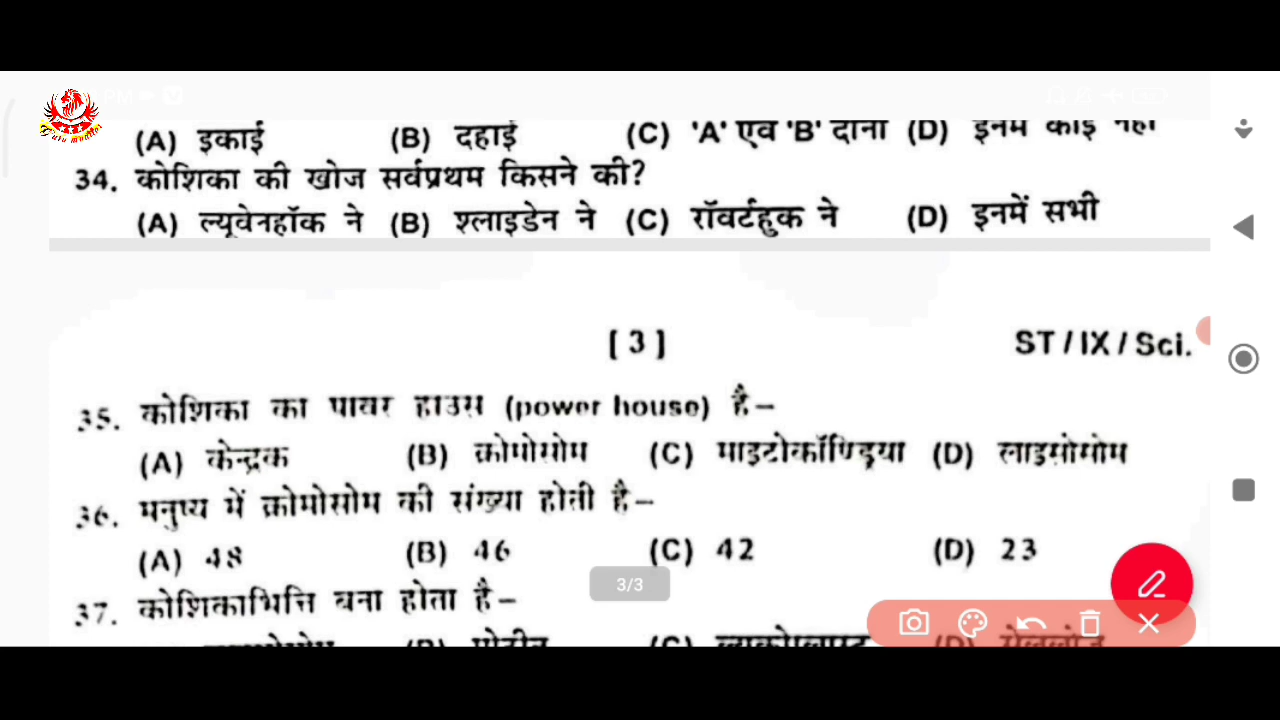 (A) इकाई (B) दहाई (C) 'A' एवं 'B' दोनों (D) इनमें कोई नहीं
34. कोशिका की खोज सर्वप्रथम किसने की?
(A) ल्यूवेनहॉक ने (B) श्लाइडेन ने (C) रॉवर्टहुक ने (D) इनमें सभी
[ 3 ] ST / IX / Sci.
35. कोशिका का पावर हाउस (power house) है–
(A) केन्द्रक (B) क्रोमोसोम (C) माइटोकॉण्ड्रिया (D) लाइसोसोम
36. मनुष्य में क्रोमोसोम की संख्या होती है–
(A) 48 (B) 46 (C) 42 (D) 23
3/3
37. कोशिकाभित्ति बना होता है–
(B) प्रोटीन (C) (D) सेलूलोज